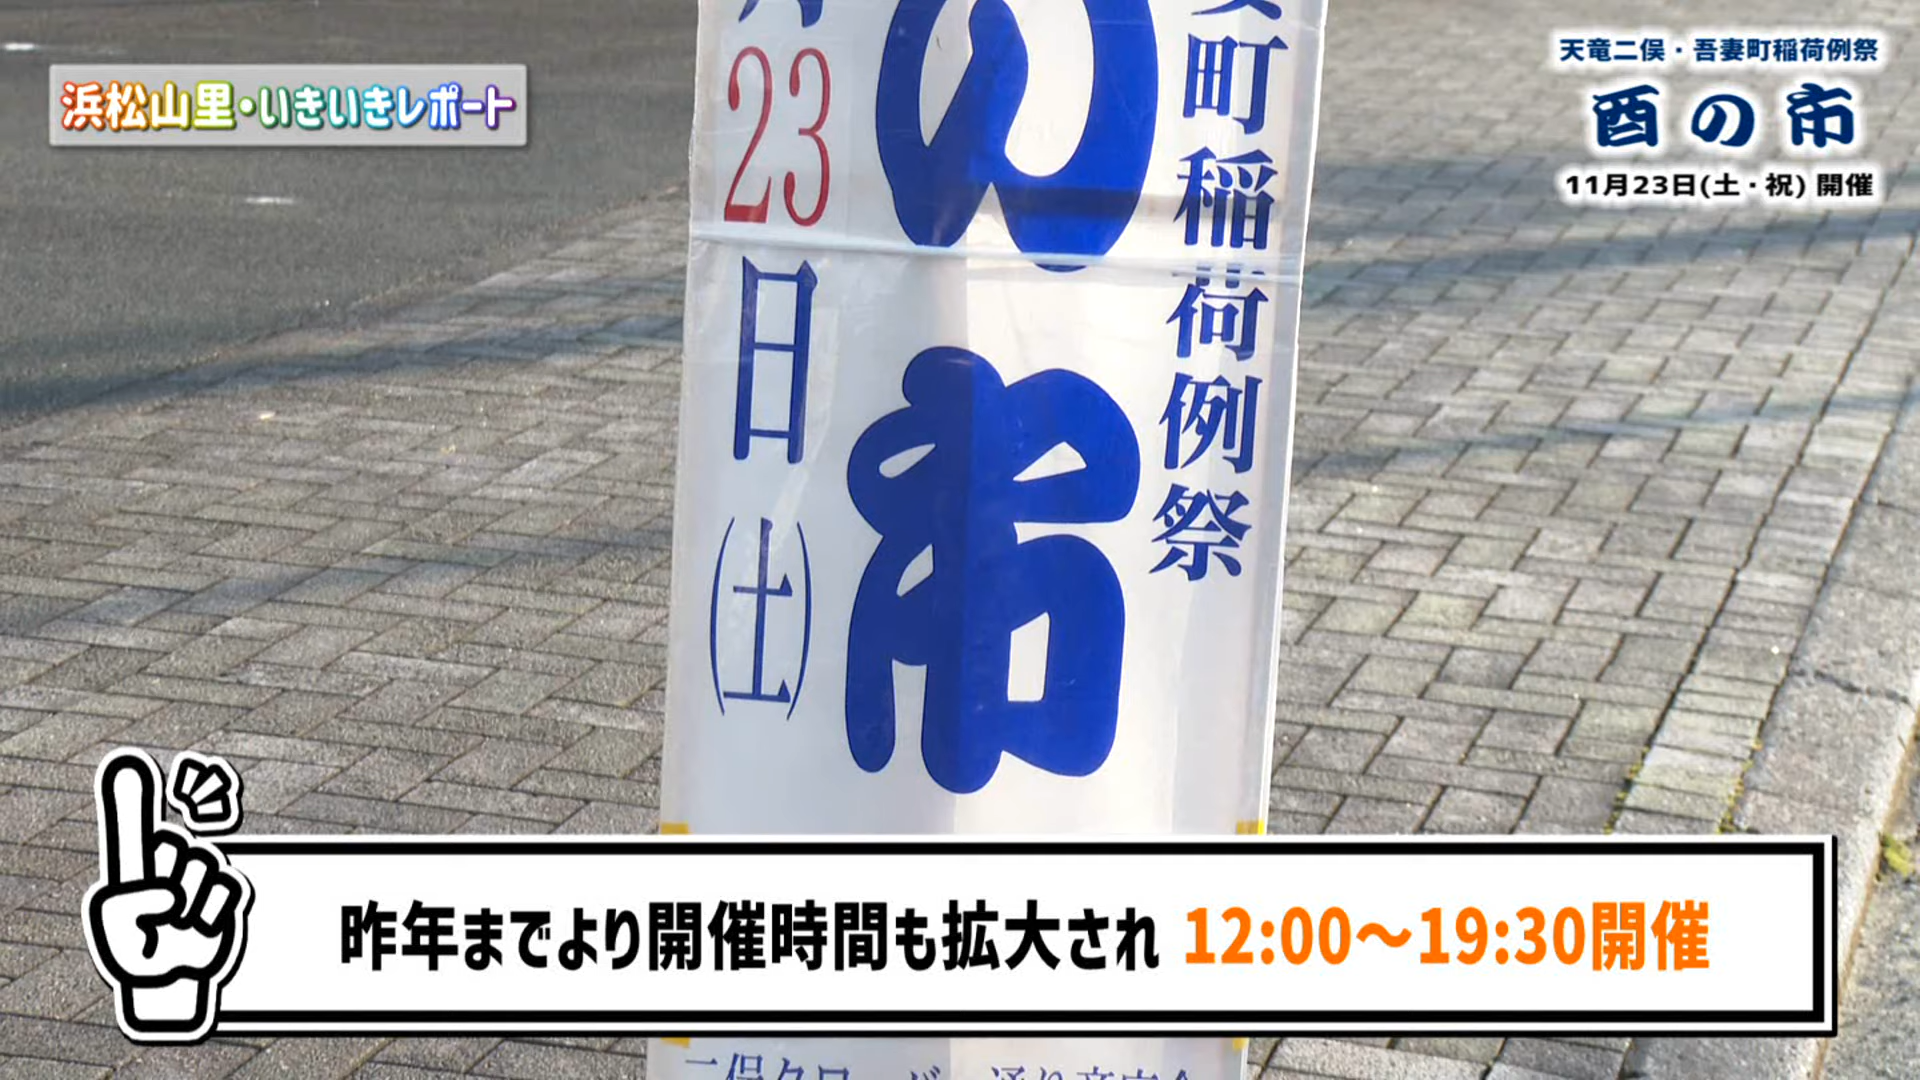 浜松山里・いきいきレポート
天竜二俣・吾妻町稲荷例祭
酉の市
11月23日(土・祝) 開催
町稲荷例祭
の市
23日(土)
昨年までより開催時間も拡大され 12:00～19:30開催